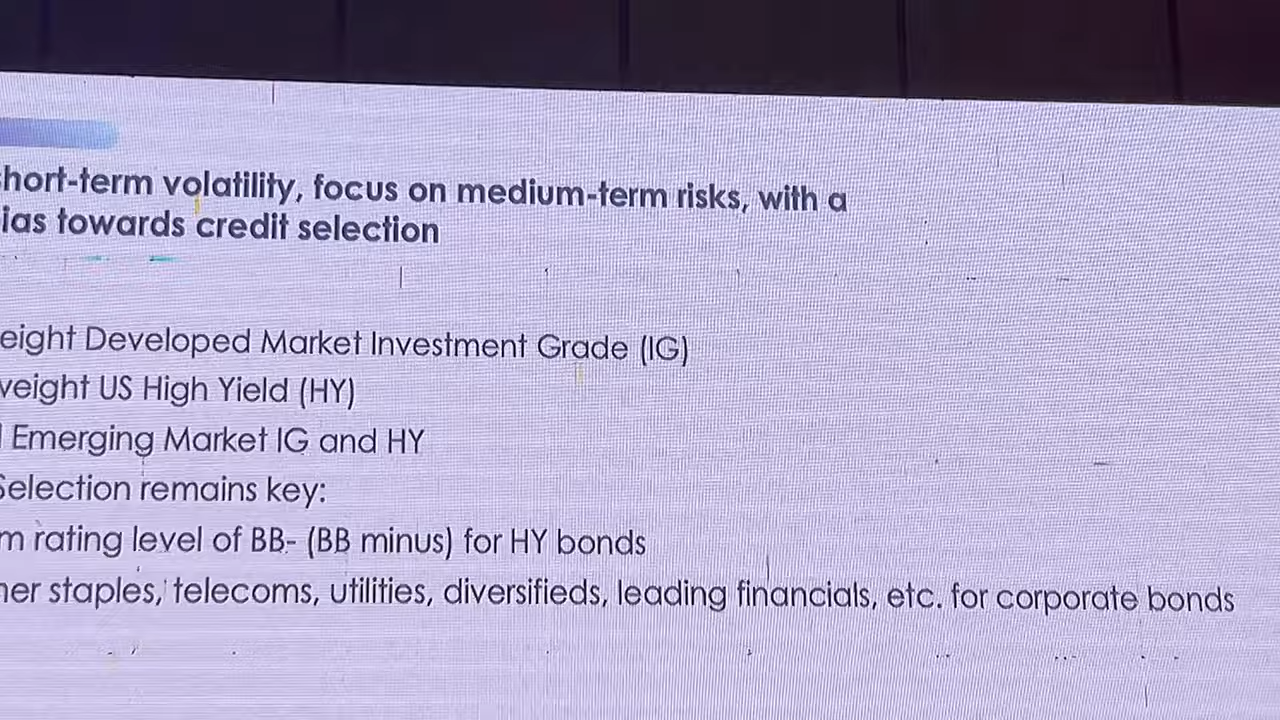 hort-term volatility, focus on medium-term risks, with a
ias towards credit selection
eight Developed Market Investment Grade (IG)
weight US High Yield (HY)
Emerging Market IG and HY
Selection remains key:
m rating level of BB- (BB minus) for HY bonds
ner staples, telecoms, utilities, diversifieds, leading financials, etc. for corporate bonds